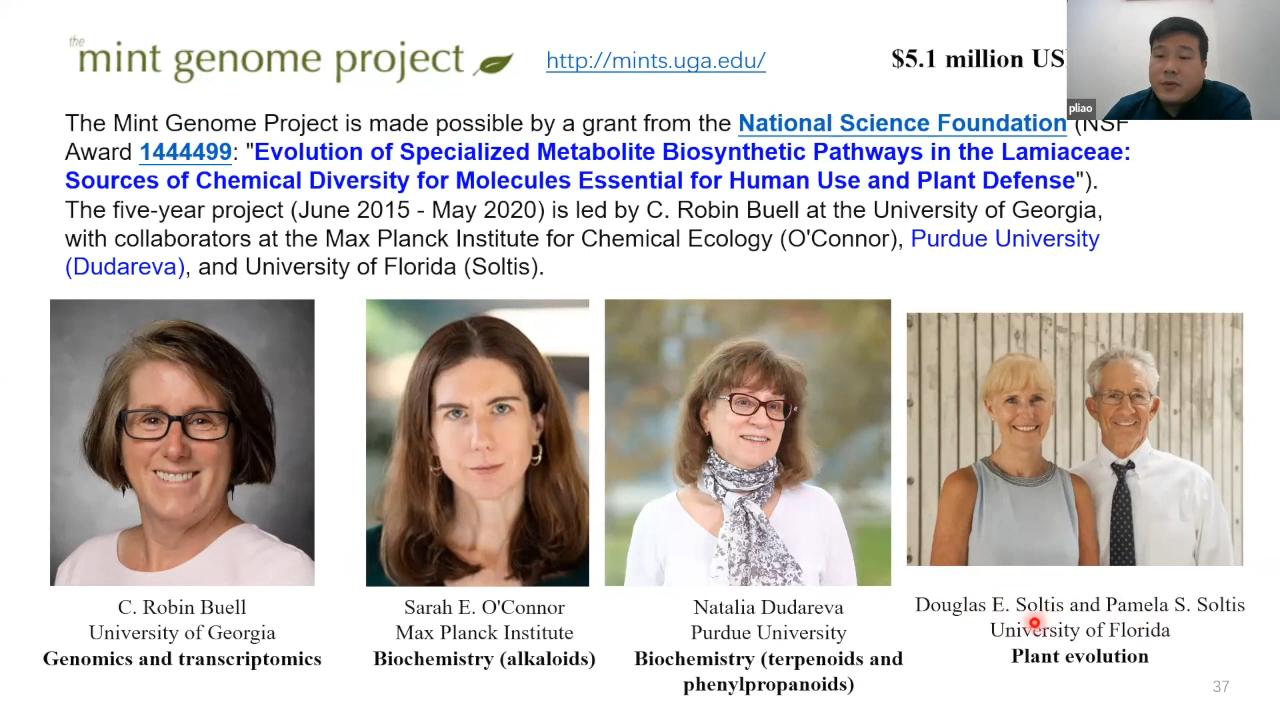 the
mint genome project
http://mints.uga.edu/
$5.1 million
pliao
The Mint Genome Project is made possible by a grant from the National Science Foundation (NSF
Award 1444499: "Evolution of Specialized Metabolite Biosynthetic Pathways in the Lamiaceae:
Sources of Chemical Diversity for Molecules Essential for Human Use and Plant Defense").
The five-year project (June 2015 - May 2020) is led by C. Robin Buell at the University of Georgia,
with collaborators at the Max Planck Institute for Chemical Ecology (O'Connor), Purdue University
(Dudareva), and University of Florida (Soltis).
C. Robin Buell
University of Georgia
Genomics and transcriptomics
Sarah E. O'Connor
Max Planck Institute
Biochemistry (alkaloids)
Natalia Dudareva
Purdue University
Biochemistry (terpenoids and
phenylpropanoids)
Douglas E. Soltis and Pamela S. Soltis
University of Florida
Plant evolution
37